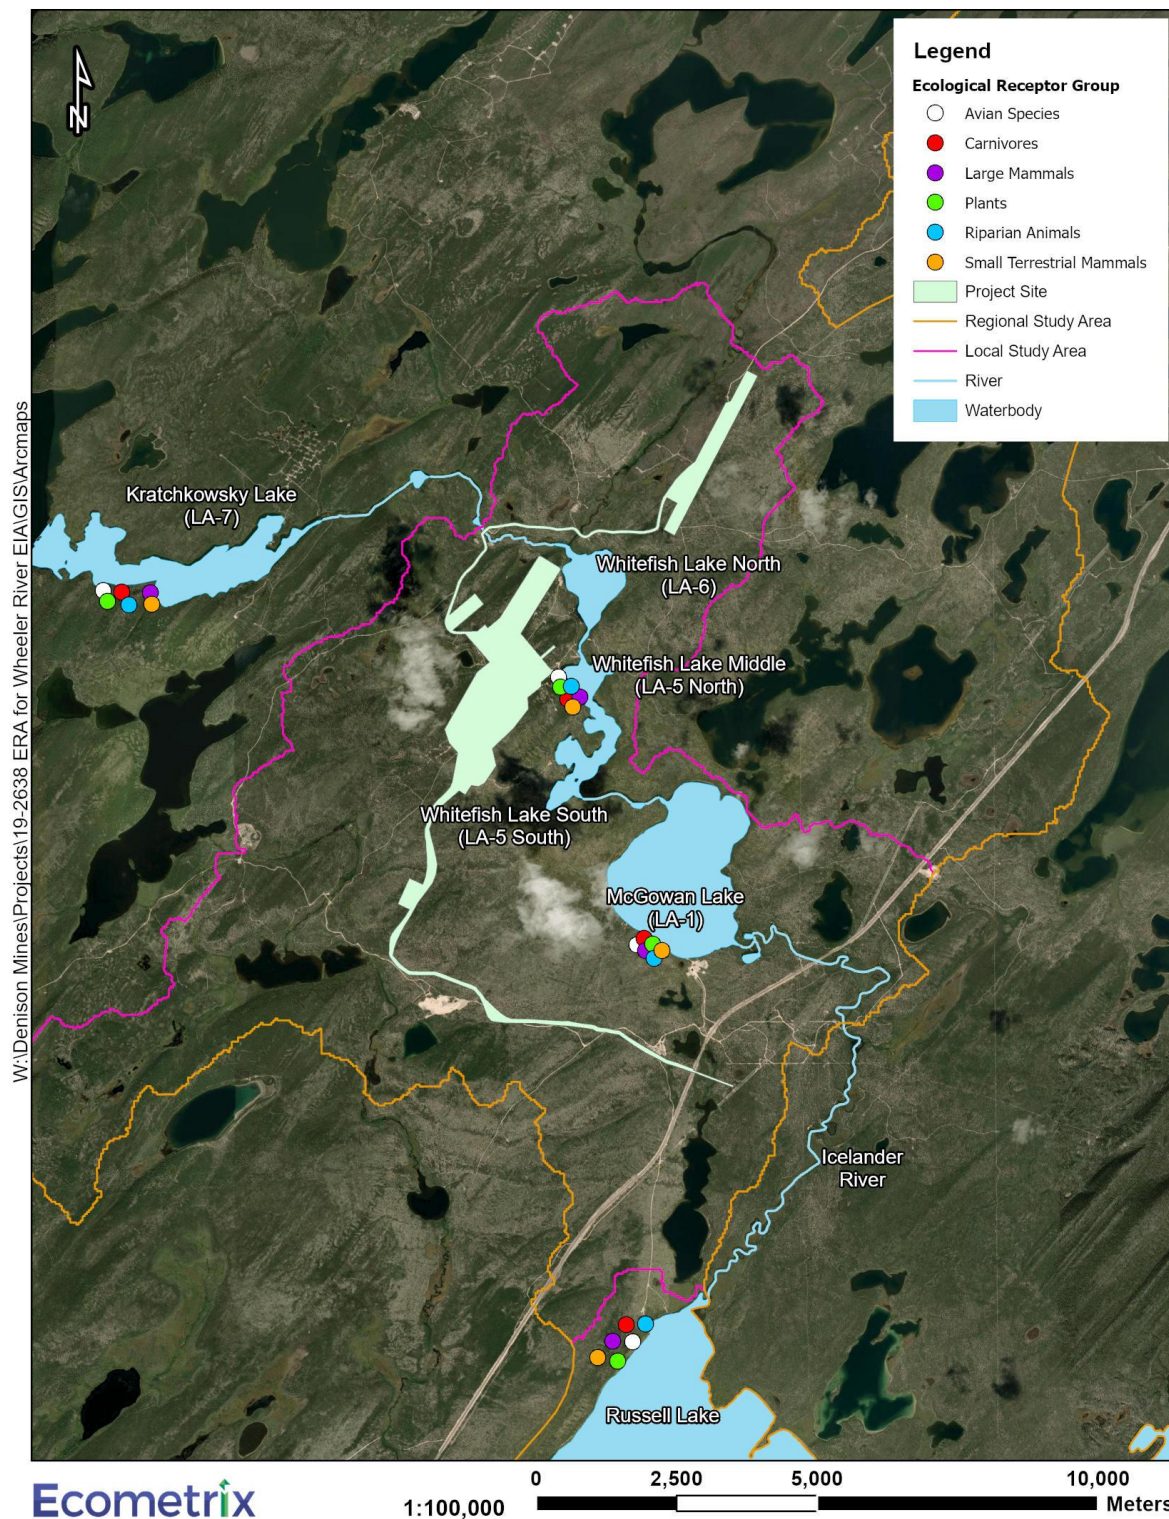 N
Legend
Ecological Receptor Group
Avian Species
Carnivores
Large Mammals
Plants
Riparian Animals
Small Terrestrial Mammals
Project Site
Regional Study Area
Local Study Area
River
Waterbody
Kratchkowsky Lake
(LA-7)
Whitefish Lake North
(LA-6)
Whitefish Lake Middle
(LA-5 North)
Whitefish Lake South
(LA-5 South)
McGowan Lake
(LA-1)
Icelander
River
Russell Lake
W:\Denison Mines\Projects\19-2638 ERA for Wheeler River EIA\GIS\Arcmaps
Ecometrix
1:100,000
0 2,500 5,000 10,000
Meters